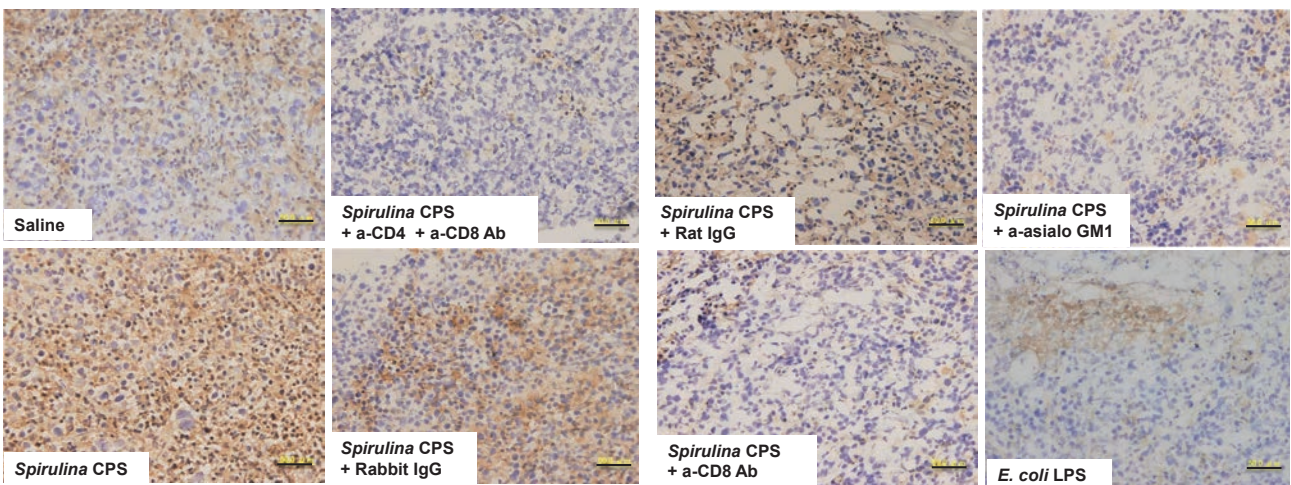 Saline
Spirulina CPS
+ a-CD4 + a-CD8 Ab
Spirulina CPS
+ Rat IgG
Spirulina CPS
+ a-asialo GM1
Spirulina CPS
Spirulina CPS
+ Rabbit IgG
Spirulina CPS
+ a-CD8 Ab
E. coli LPS